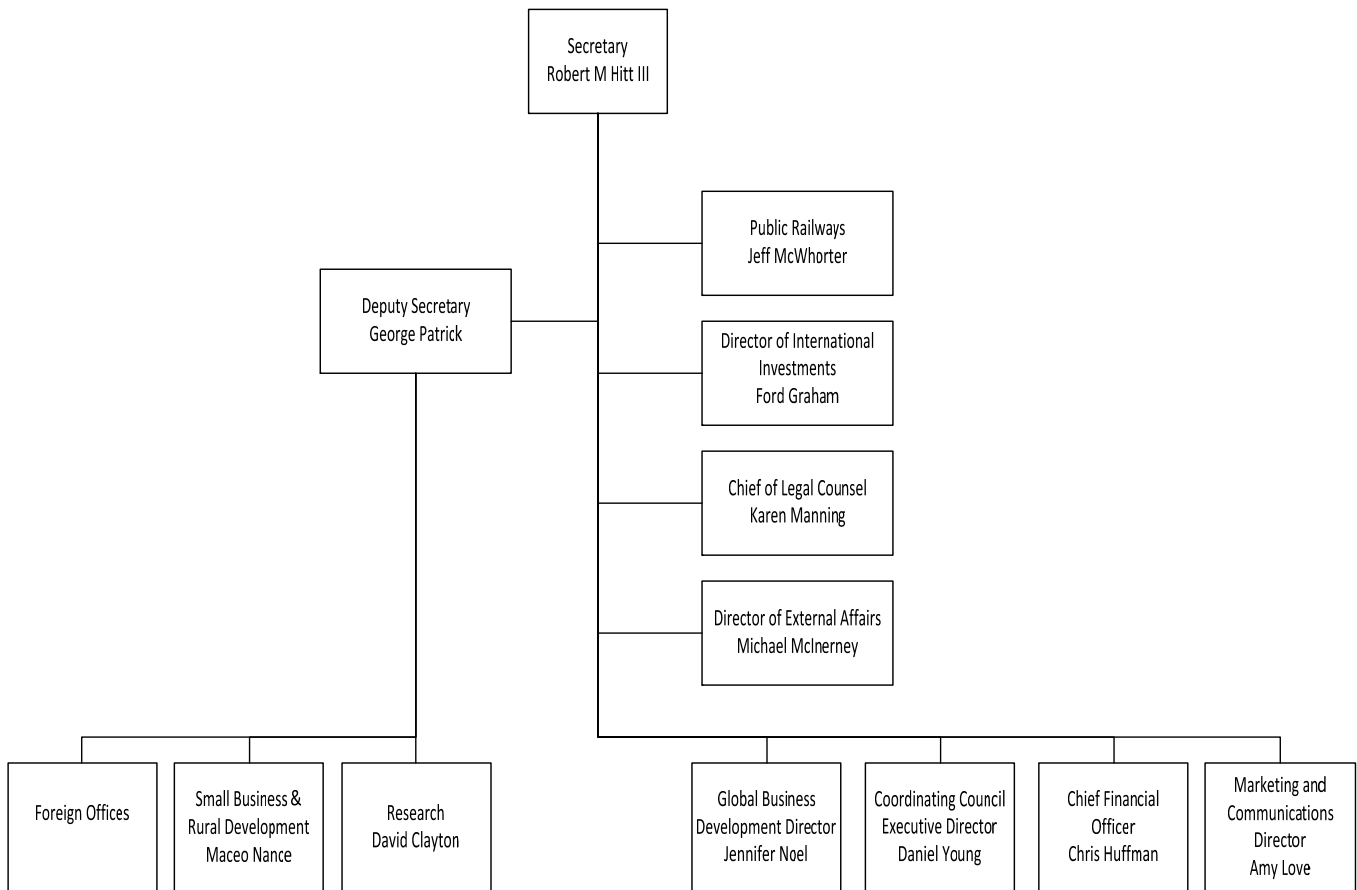 Secretary
Robert M Hitt III
Public Railways
Jeff McWhorter
Deputy Secretary
George Patrick
Director of International
Investments
Ford Graham
Chief of Legal Counsel
Karen Manning
Director of External Affairs
Michael McInerney
Foreign Offices
Small Business &
Rural Development
Maceo Nance
Research
David Clayton
Global Business
Development Director
Jennifer Noel
Coordinating Council
Executive Director
Daniel Young
Chief Financial
Officer
Chris Huffman
Marketing and
Communications
Director
Amy Love